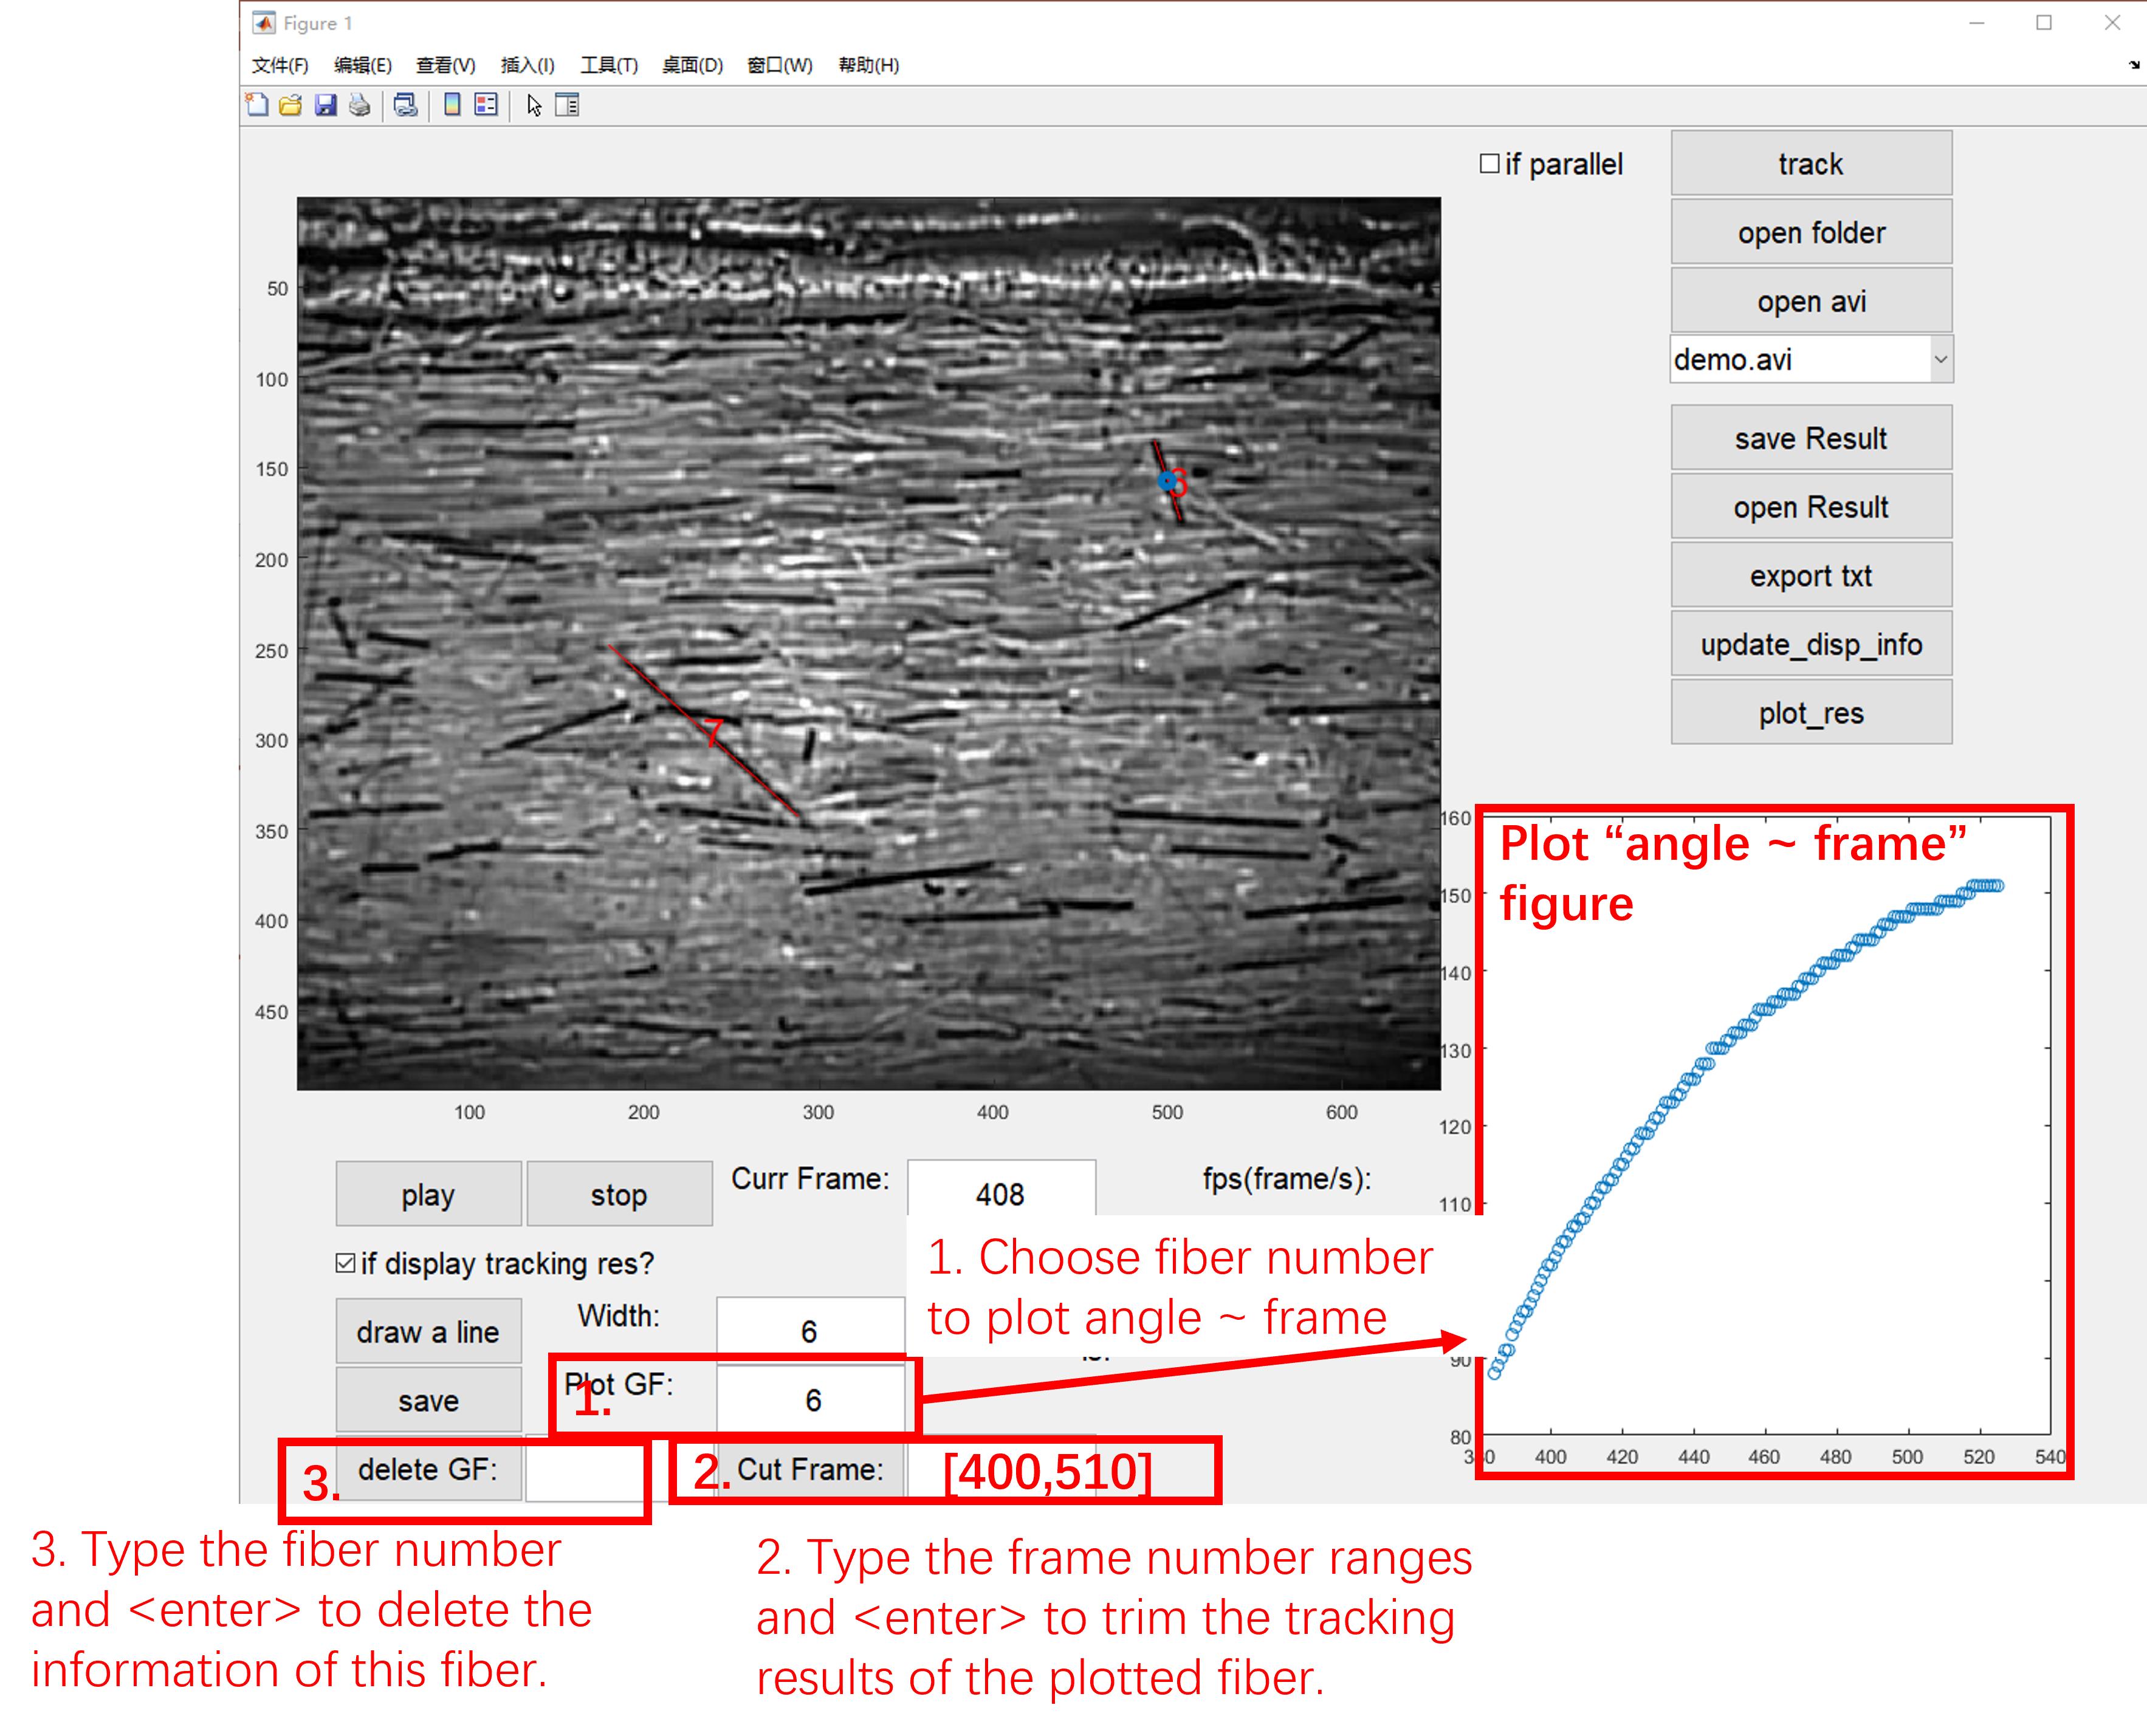 Figure 1
文件(F) 编辑(E) 查看(V) 插入(I) 工具(T) 桌面(D) 窗口(W) 帮助(H)
if parallel
track
open folder
open avi
demo.avi
save Result
open Result
export txt
update_disp_info
plot_res
50
100
150
200
250
300
350
400
450
100 200 300 400 500 600
6
7
Plot “angle ~ frame”
figure
160
150
140
130
120
110
90
80
400 420 440 460 480 500 520 540
play
stop
Curr Frame:
408
fps(frame/s):
if display tracking res?
1. Choose fiber number
to plot angle ~ frame
draw a line
Width:
6
save
Plot GF:
1.
6
3.
delete GF:
2.
Cut Frame:
[400,510]
3. Type the fiber number
and <enter> to delete the
information of this fiber.
2. Type the frame number ranges
and <enter> to trim the tracking
results of the plotted fiber.